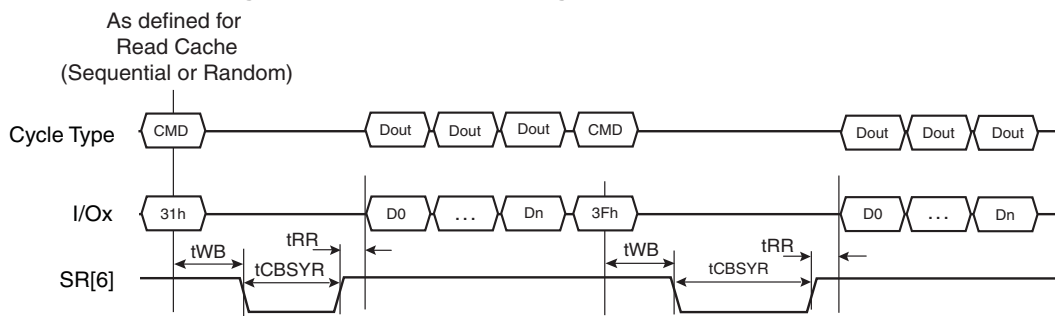 As defined for
Read Cache
(Sequential or Random)
Cycle Type CMD Dout Dout Dout CMD Dout Dout Dout
I/Ox 31h D0 ... Dn 3Fh D0 ... Dn
tWB tRR tWB tRR
tCBSYR tCBSYR
SR[6]